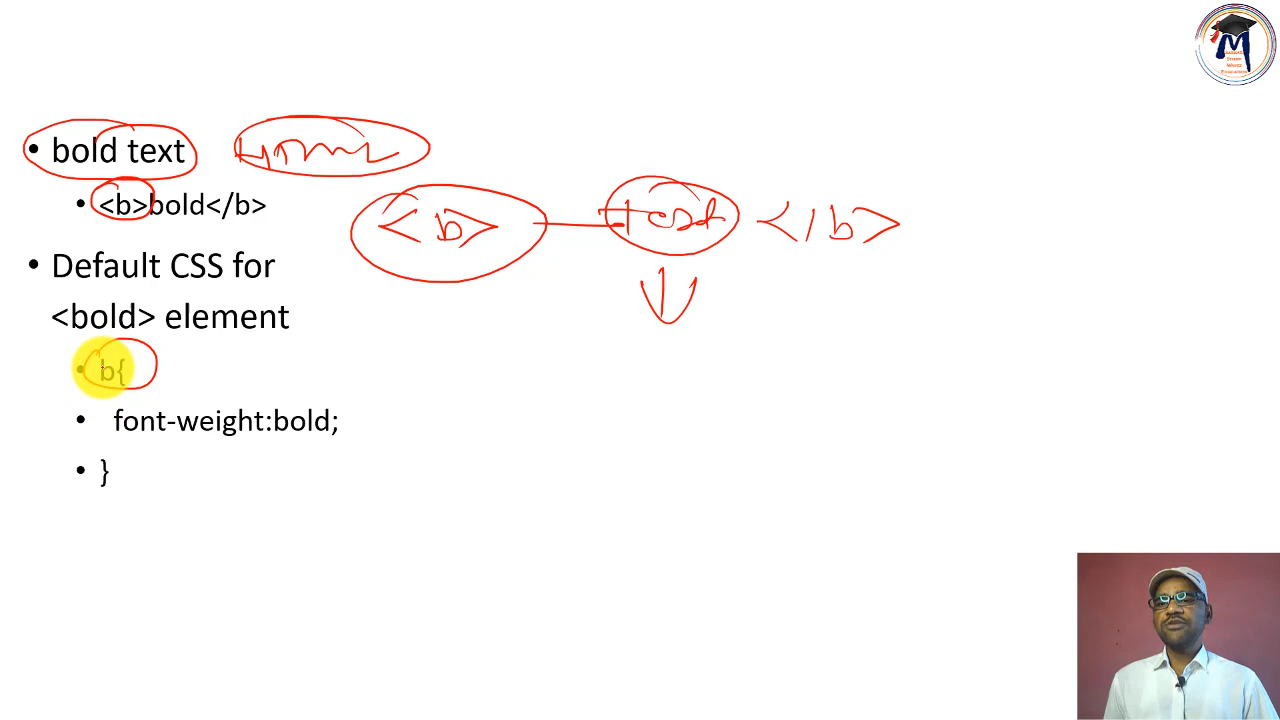 • bold text HTML
• <b>bold</b>
<b> text </b>
• Default CSS for
<bold> element
• b{
• font-weight:bold;
• }